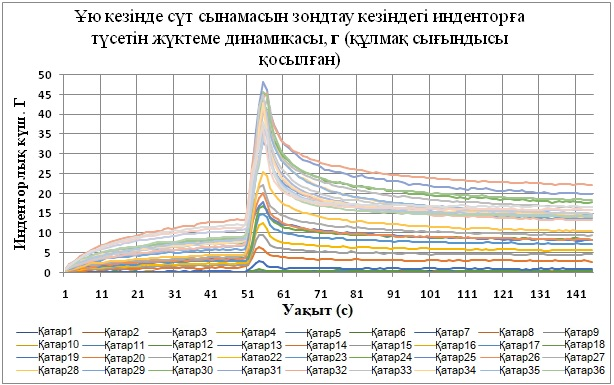 Ұю кезінде сүт сынамасын зондтау кезіндегі инденторға
түсетін жүктеме динамикасы, г (құлмақ сығындысы
қосылған)
50
45
40
35
30
25
20
15
10
5
0
Инденторлық күш. Г
1 11 21 31 41 51 61 71 81 91 101 111 121 131 141
Уақыт (с)
Қатар1 Қатар2 Қатар3 Қатар4 Қатар5 Қатар6 Қатар7 Қатар8 Қатар9
Қатар10 Қатар11 Қатар12 Қатар13 Қатар14 Қатар15 Қатар16 Қатар17 Қатар18
Қатар19 Қатар20 Қатар21 Қатар22 Қатар23 Қатар24 Қатар25 Қатар26 Қатар27
Қатар28 Қатар29 Қатар30 Қатар31 Қатар32 Қатар33 Қатар34 Қатар35 Қатар36